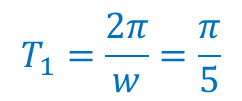 T₁ = 2π/w = π/5